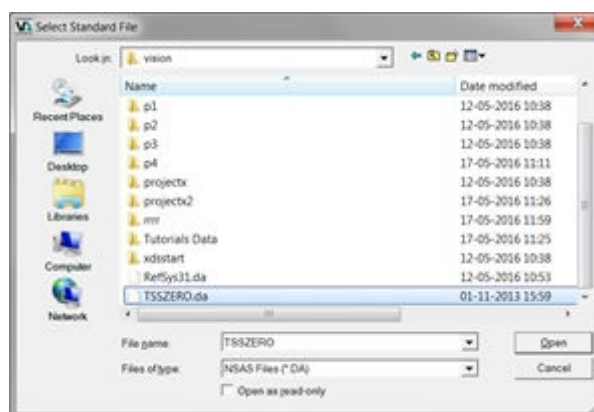 Select Standard File
Look in: vision
Name Date modified
p1 12-05-2016 10:38
p2 12-05-2016 10:38
p3 12-05-2016 10:38
p4 17-05-2016 11:11
projectx 12-05-2016 10:38
projectx2 17-05-2016 11:26
rrrr 17-05-2016 11:59
Tutorials Data 17-05-2016 11:25
xdsstart 12-05-2016 10:38
RefSys31.da 12-05-2016 10:53
TSSZERO.da 01-11-2013 15:59
Recent Places
Desktop
Libraries
Computer
Network
File name: TSSZERO Open
Files of type: NSAS Files (*.DA) Cancel
Open as read-only